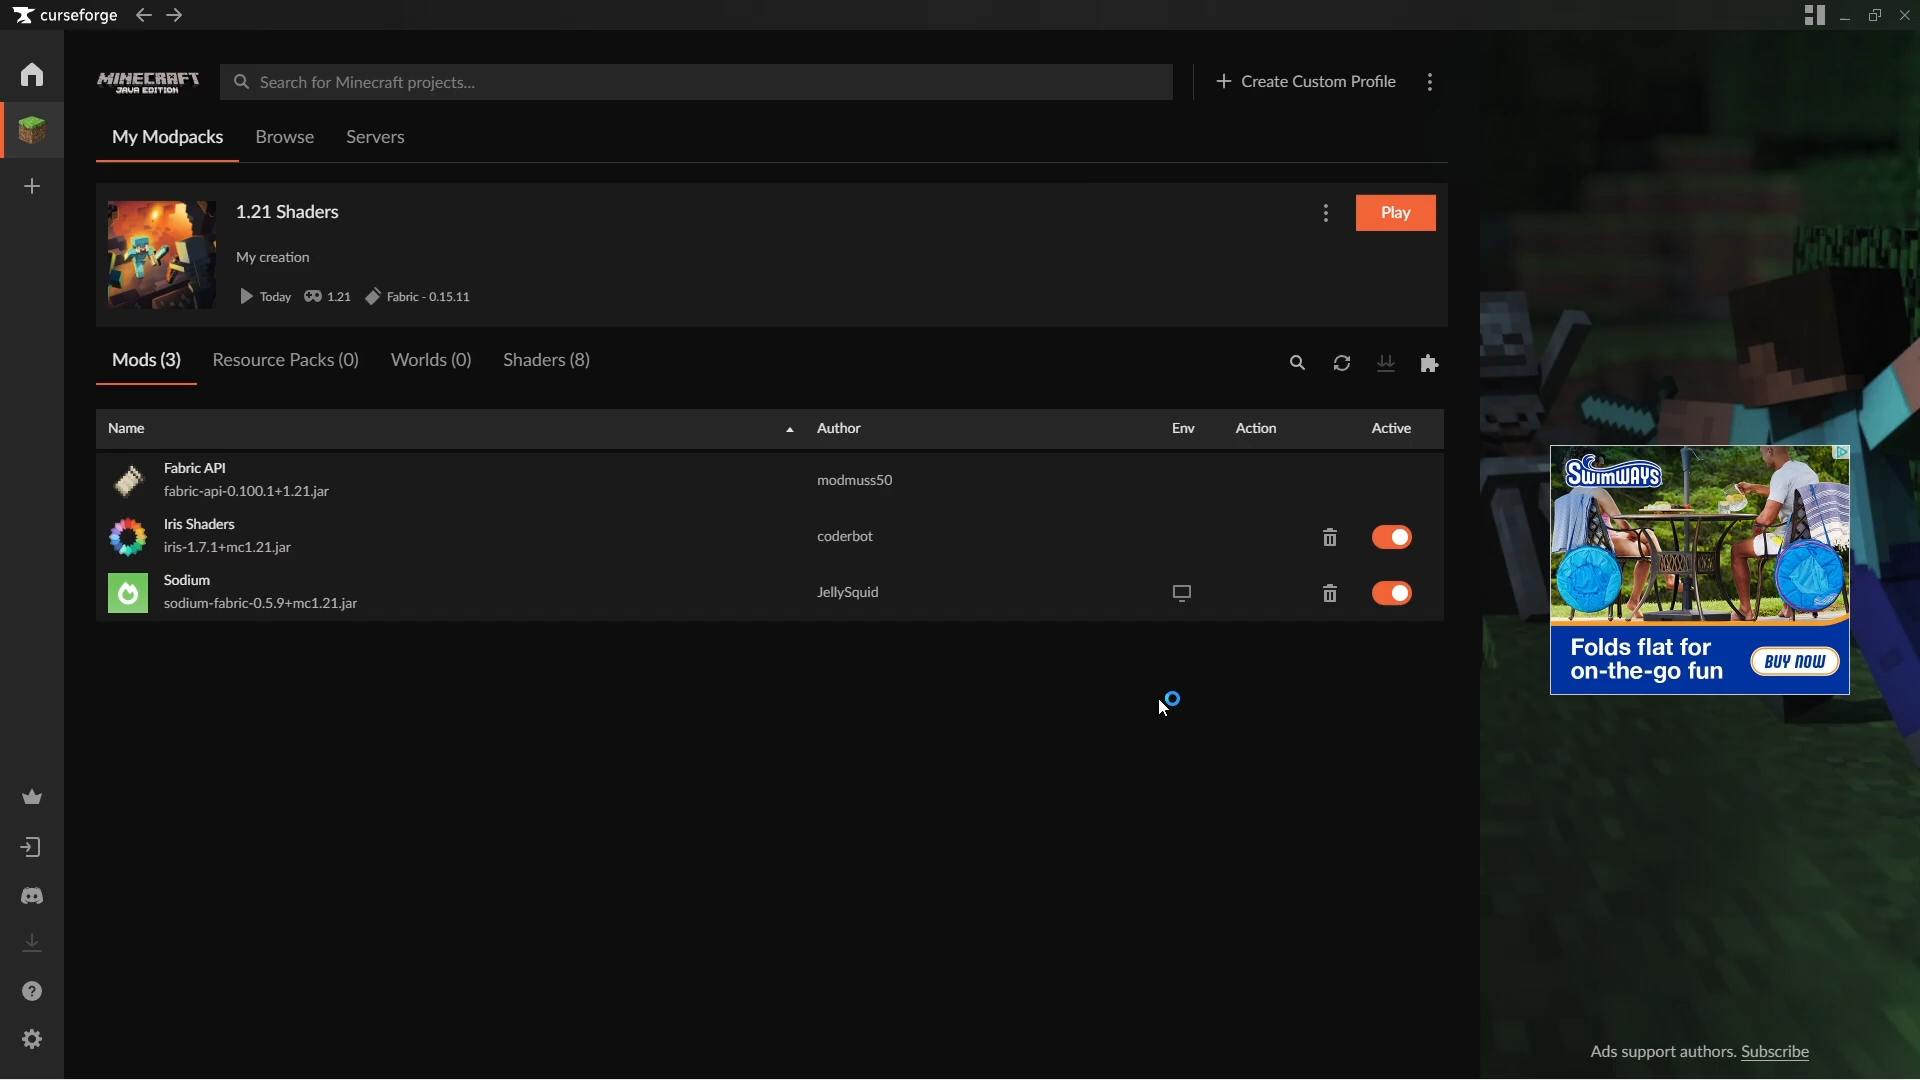 curseforge
MINECRAFT
JAVA EDITION
Search for Minecraft projects...
Create Custom Profile
My Modpacks
Browse
Servers
1.21 Shaders
Play
My creation
Today
1.21
Fabric - 0.15.11
Mods (3)
Resource Packs (0)
Worlds (0)
Shaders (8)
Name
Author
Env
Action
Active
Fabric API
fabric-api-0.100.1+1.21.jar
modmuss50
Iris Shaders
iris-1.7.1+mc1.21.jar
coderbot
Sodium
sodium-fabric-0.5.9+mc1.21.jar
JellySquid
SwimWays
Folds flat for
on-the-go fun
BUY NOW
Ads support authors. Subscribe